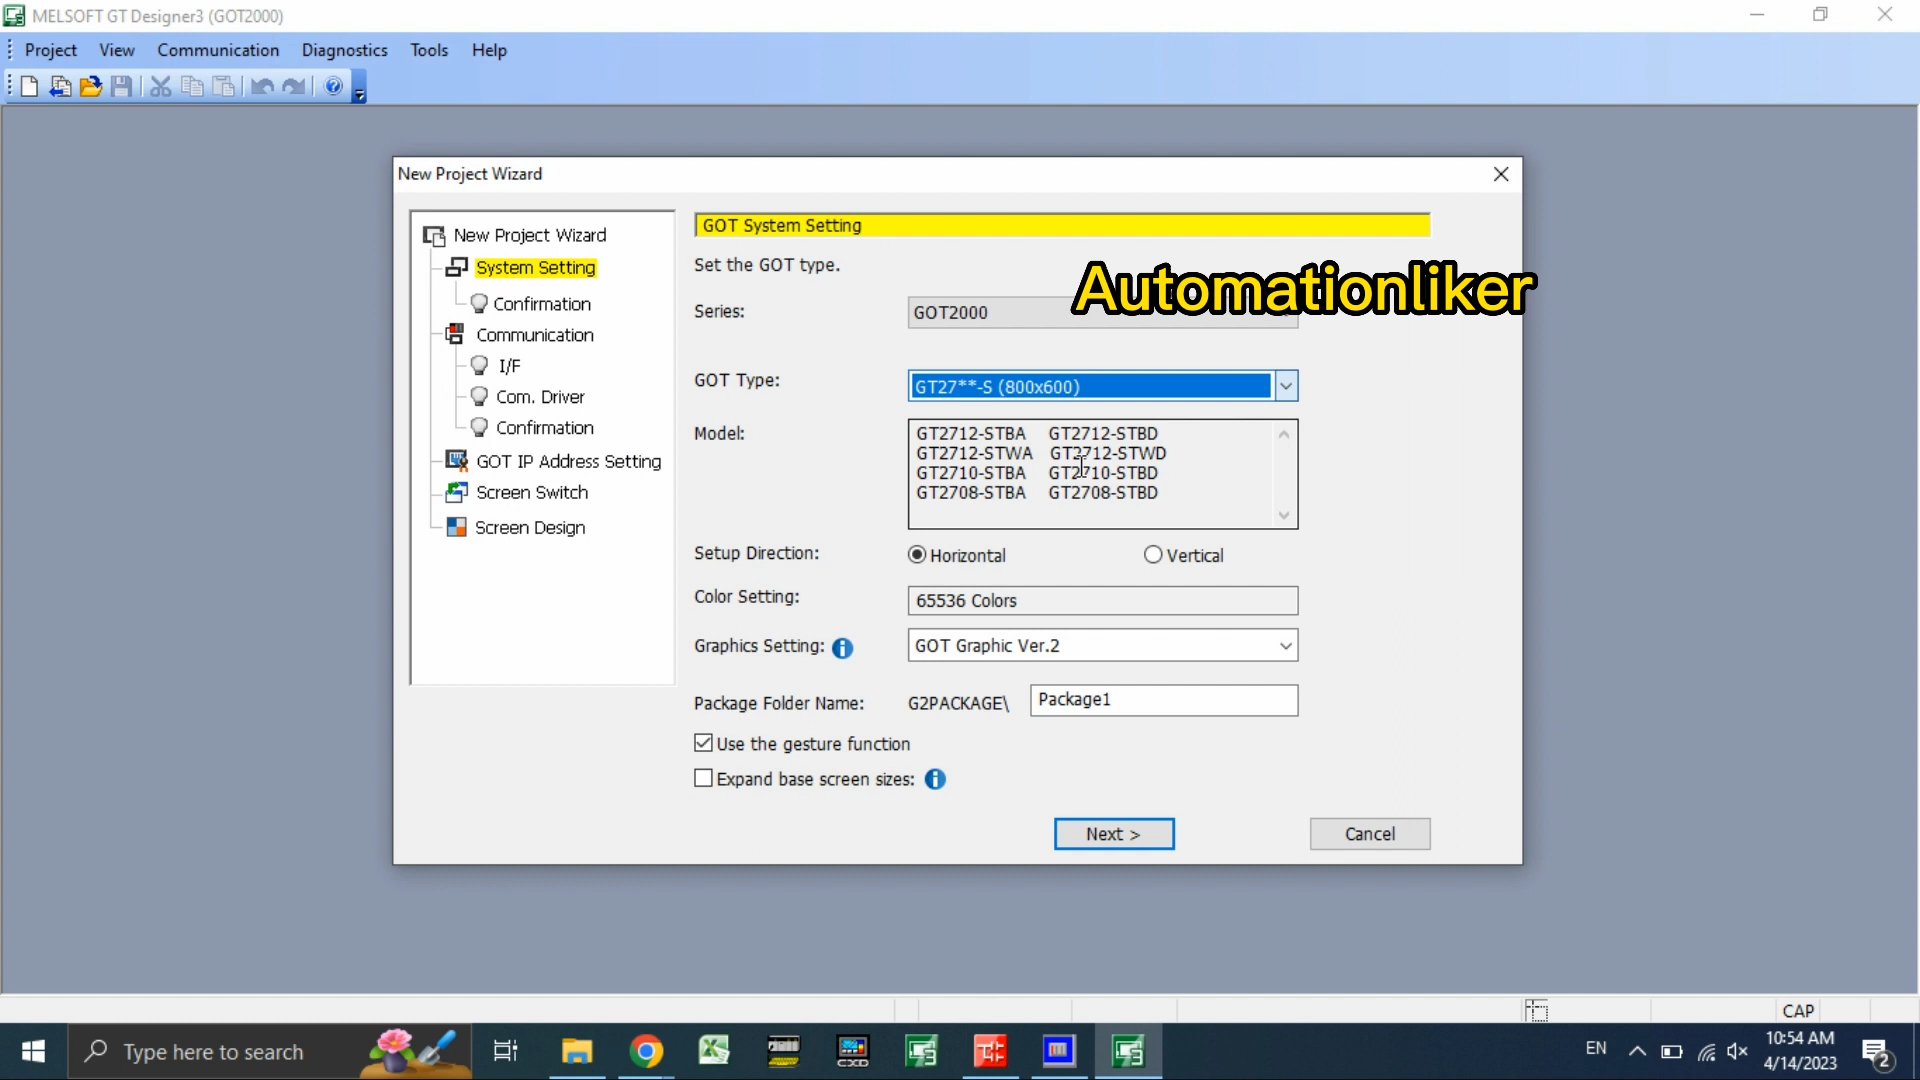 MELSOFT GT Designer3 (GOT2000)
Project View Communication Diagnostics Tools Help
New Project Wizard
New Project Wizard
System Setting
Confirmation
Communication
I/F
Com. Driver
Confirmation
GOT IP Address Setting
Screen Switch
Screen Design
GOT System Setting
Set the GOT type.
Automationliker
Series: GOT2000
GOT Type: GT27**-S (800x600)
Model: GT2712-STBA GT2712-STBD
GT2712-STWA GT2712-STWD
GT2710-STBA GT2710-STBD
GT2708-STBA GT2708-STBD
Setup Direction: Horizontal Vertical
Color Setting: 65536 Colors
Graphics Setting: GOT Graphic Ver.2
Package Folder Name: G2PACKAGE\ Package1
Use the gesture function
Expand base screen sizes:
Next > Cancel
CAP
Type here to search
CXD
EN
10:54 AM
4/14/2023
2